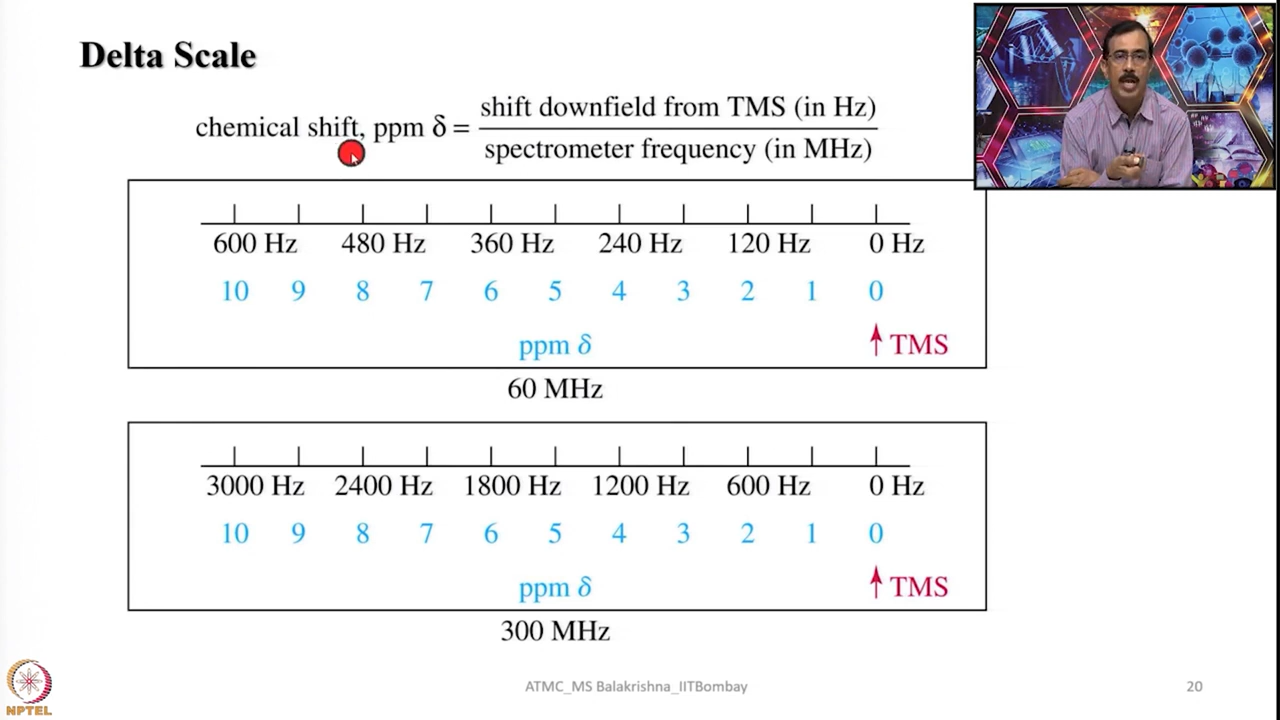 Delta Scale
chemical shift, ppm δ = shift downfield from TMS (in Hz)
spectrometer frequency (in MHz)
600 Hz 480 Hz 360 Hz 240 Hz 120 Hz 0 Hz
10 9 8 7 6 5 4 3 2 1 0
ppm δ TMS
60 MHz
3000 Hz 2400 Hz 1800 Hz 1200 Hz 600 Hz 0 Hz
10 9 8 7 6 5 4 3 2 1 0
ppm δ TMS
300 MHz
NPTEL
ATMC_MS Balakrishna_IITBombay
20